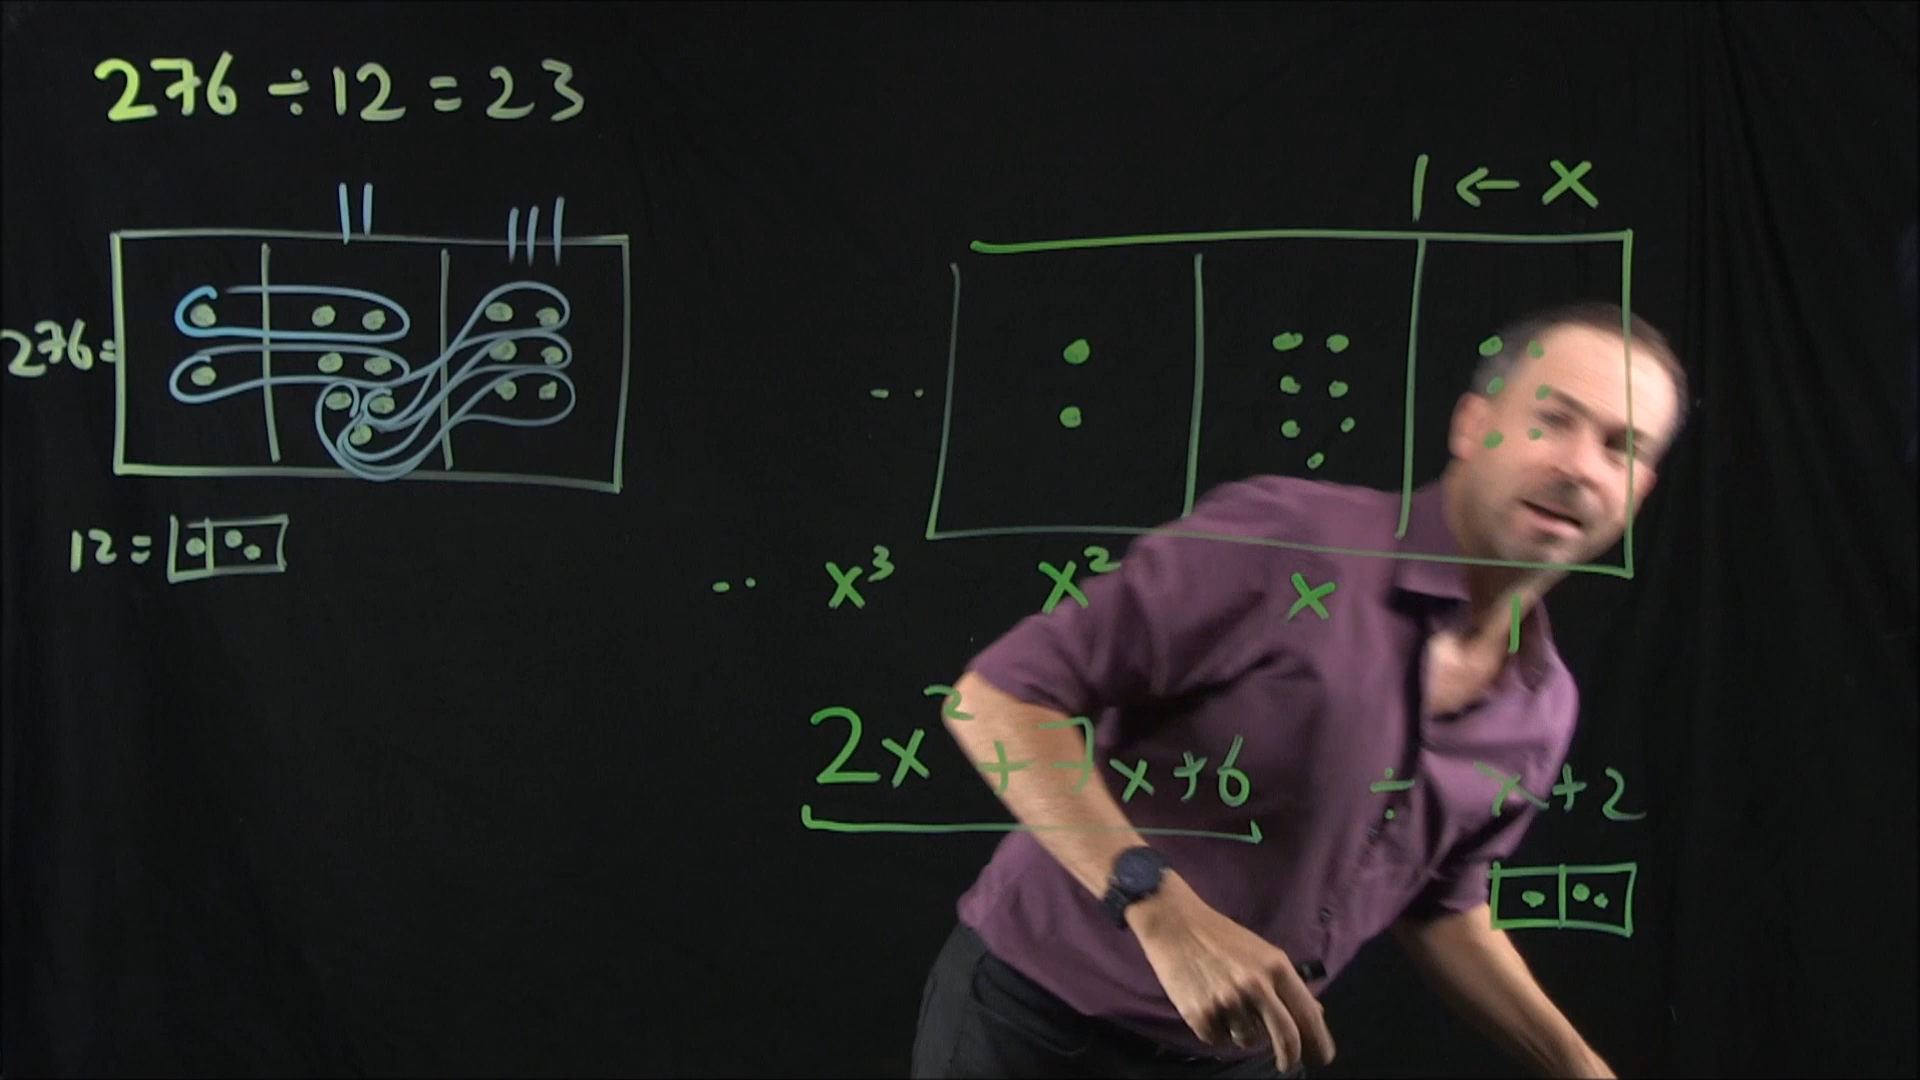 276 ÷ 12 = 23
1 ← x
276 =
12 =
x³ x² x 1
2x² + 7x + 6 ÷ x + 2